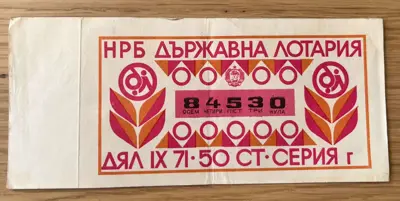 НРБ ДЪРЖАВНА ЛОТАРИЯ
84530
ОСЕМ ЧЕТИРИ ПЕТ ТРИ НУЛА
ДЯЛ IX 71·50 СТ·СЕРИЯ Г